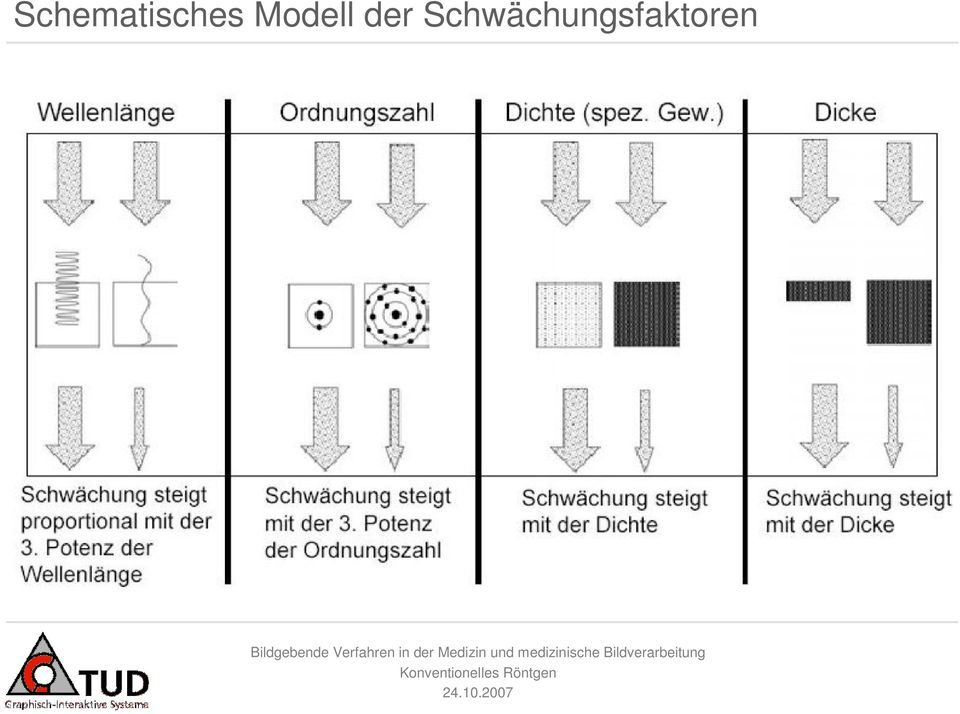 Schematisches Modell der Schwächungsfaktoren
Wellenlänge
Ordnungszahl
Dichte (spez. Gew.)
Dicke
Schwächung steigt
proportional mit der
3. Potenz der
Wellenlänge
Schwächung steigt
mit der 3. Potenz
der Ordnungszahl
Schwächung steigt
mit der Dichte
Schwächung steigt
mit der Dicke
Bildgebende Verfahren in der Medizin und medizinische Bildverarbeitung
Konventionelles Röntgen
24.10.2007
TUD
Graphisch-Interaktive Systeme